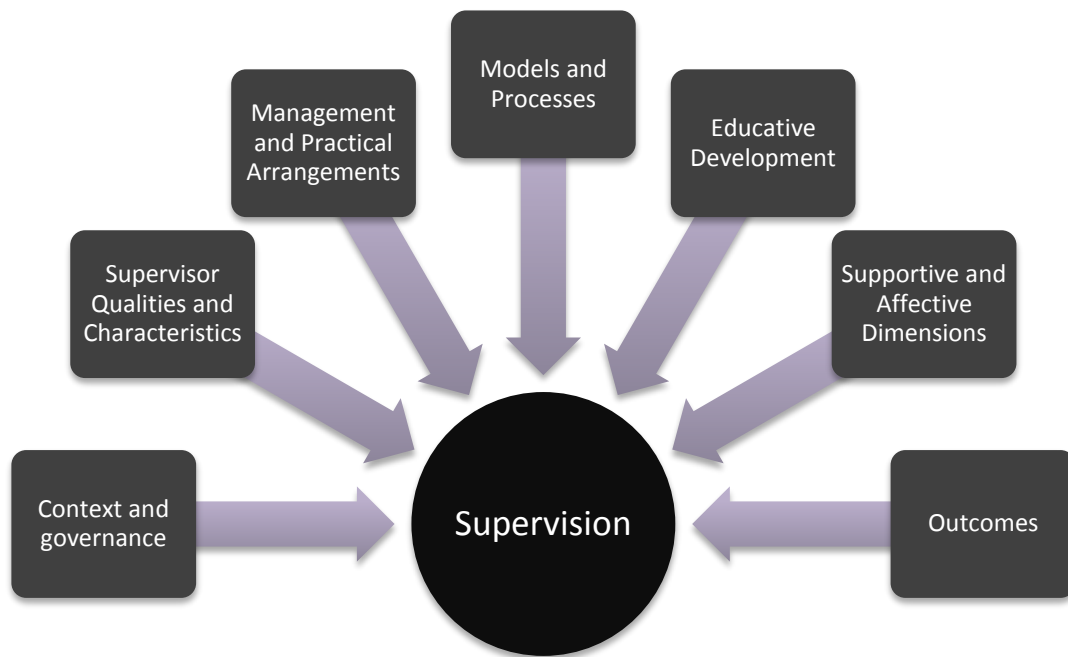 Models and
Processes
Management
and Practical
Arrangements
Educative
Development
Supervisor
Qualities and
Characteristics
Supportive and
Affective
Dimensions
Context and
governance
Supervision
Outcomes